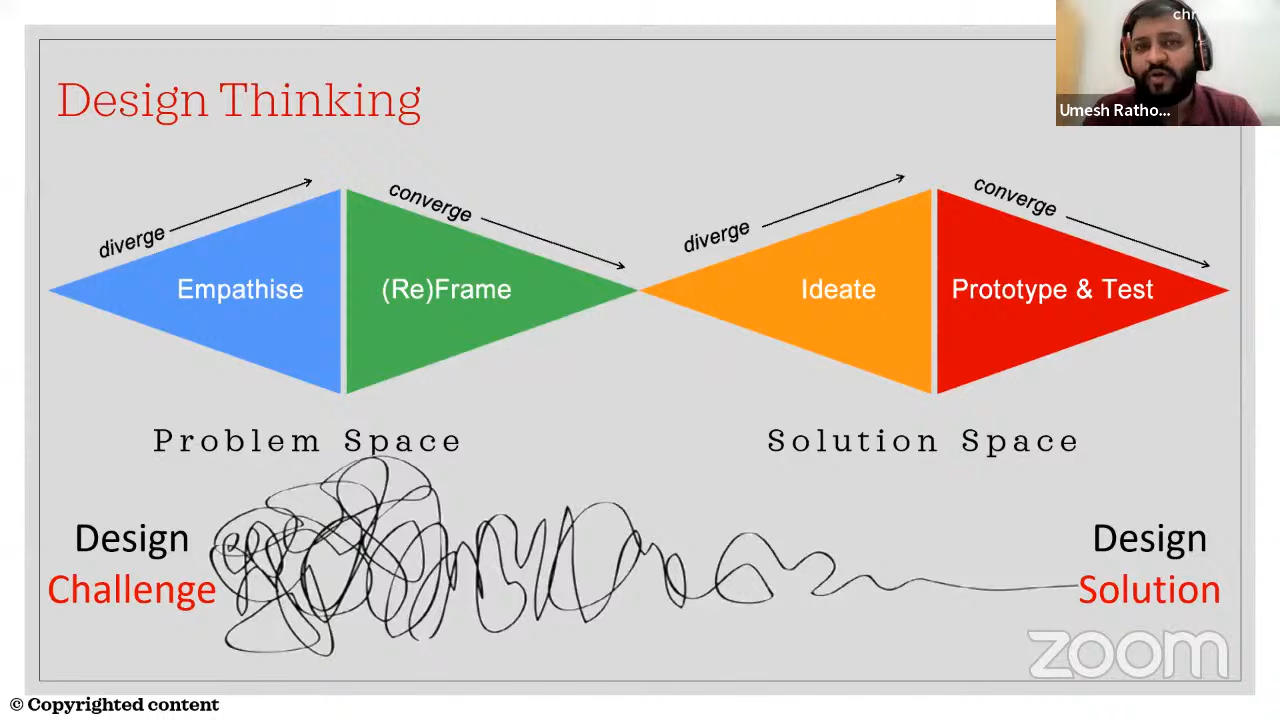 Design Thinking
Umesh Ratho...
diverge
converge
diverge
converge
Empathise
(Re)Frame
Ideate
Prototype & Test
Problem Space
Solution Space
Design
Challenge
Design
Solution
zoom
© Copyrighted content